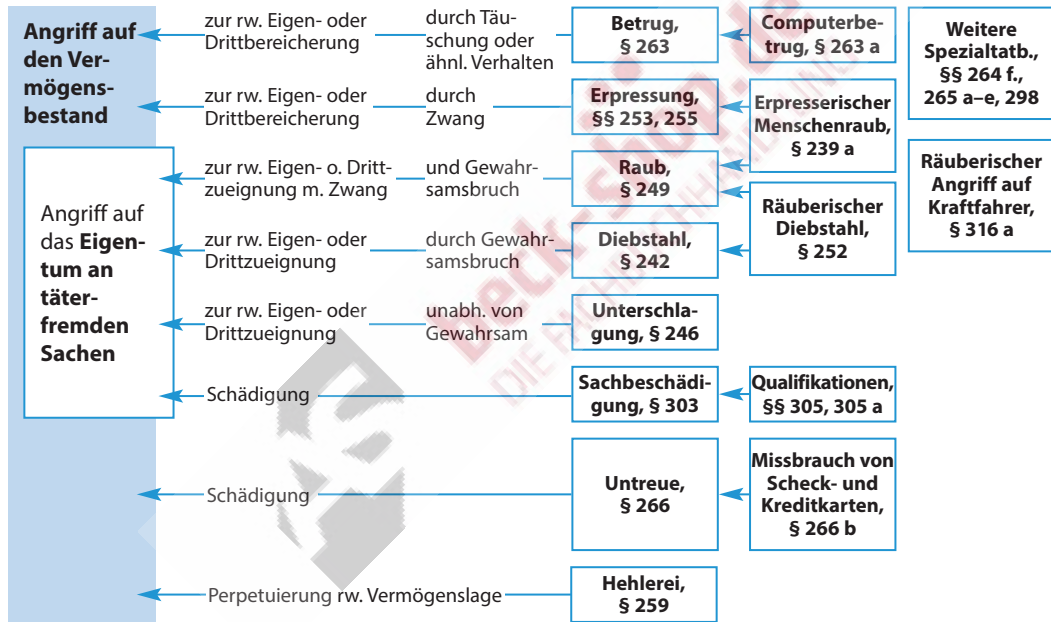 Angriff auf
den Ver-
mögens-
bestand
Angriff auf
das Eigen-
tum an
täter-
fremden
Sachen
zur rw. Eigen- oder
Drittbereicherung
durch Täu-
schung oder
ähnl. Verhalten
Betrug,
§ 263
Computerbe-
trug, § 263 a
Weitere
Spezialtatb.,
§§ 264 f.,
265 a–e, 298
zur rw. Eigen- oder
Drittbereicherung
durch
Zwang
Erpressung,
§§ 253, 255
Erpresserischer
Menschenraub,
§ 239 a
zur rw. Eigen- o. Dritt-
zueignung m. Zwang
und Gewahr-
samsbruch
Raub,
§ 249
Räuberischer
Diebstahl,
§ 252
Räuberischer
Angriff auf
Kraftfahrer,
§ 316 a
zur rw. Eigen- oder
Drittzueignung
durch Gewahr-
samsbruch
Diebstahl,
§ 242
zur rw. Eigen- oder
Drittzueignung
unabh. von
Gewahrsam
Unterschla-
gung, § 246
Schädigung
Sachbeschädi-
gung, § 303
Qualifikationen,
§§ 305, 305 a
Schädigung
Untreue,
§ 266
Missbrauch von
Scheck- und
Kreditkarten,
§ 266 b
Perpetuierung rw. Vermögenslage
Hehlerei,
§ 259
beck-shop.de
DIE FACHBUCHHANDLUNG